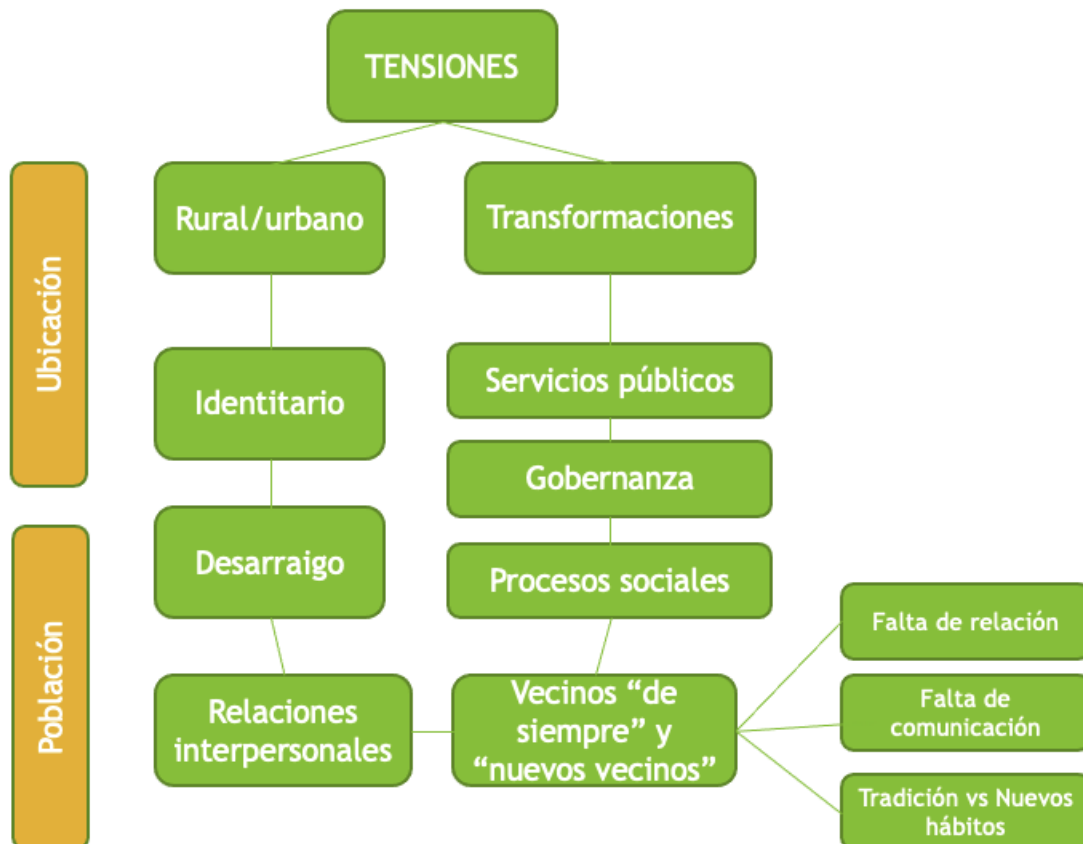 TENSIONES
Ubicación
Rural/urbano
Transformaciones
Identitario
Servicios públicos
Gobernanza
Desarraigo
Procesos sociales
Población
Relaciones
interpersonales
Vecinos “de
siempre” y
“nuevos vecinos”
Falta de relación
Falta de
comunicación
Tradición vs Nuevos
hábitos